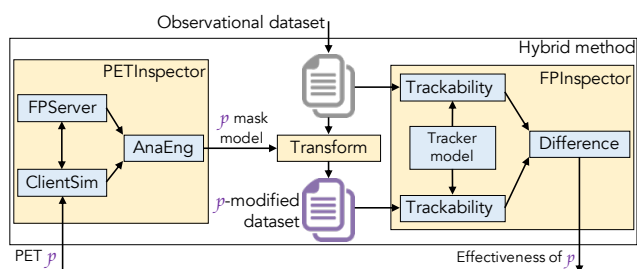 Observational dataset
Hybrid method
PETInspector
FPInspector
FPServer
Trackability
p mask
model
AnaEng
Transform
Tracker
model
Difference
ClientSim
p-modified
dataset
Trackability
PET p
Effectiveness of p